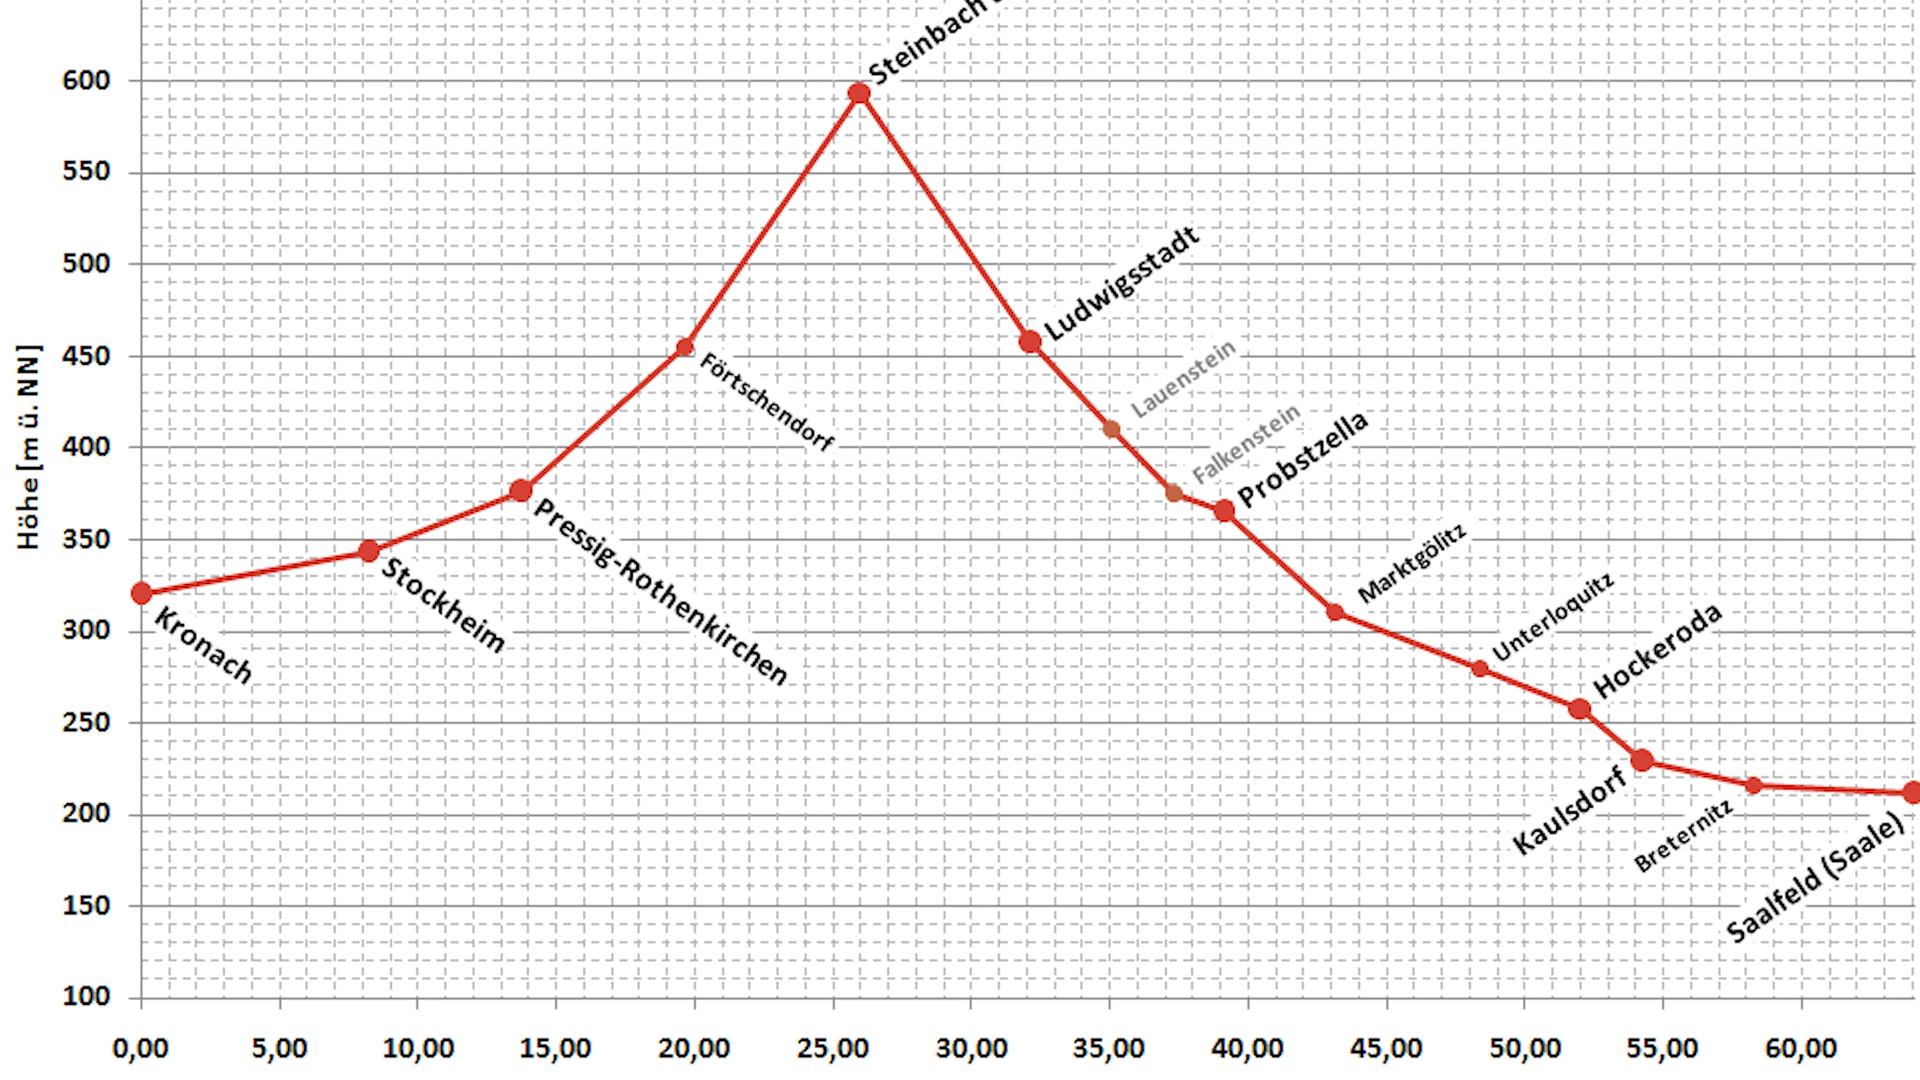 Steinbach
600
550
500
450
400
350
300
250
200
150
100
Höhe [m ü. NN]
Kronach
Stockheim
Pressig-Rothenkirchen
Förtschendorf
Ludwigsstadt
Lauenstein
Falkenstein
Probstzella
Marktgölitz
Unterloquitz
Hockeroda
Kaulsdorf
Breternitz
Saalfeld (Saale)
0,00 5,00 10,00 15,00 20,00 25,00 30,00 35,00 40,00 45,00 50,00 55,00 60,00